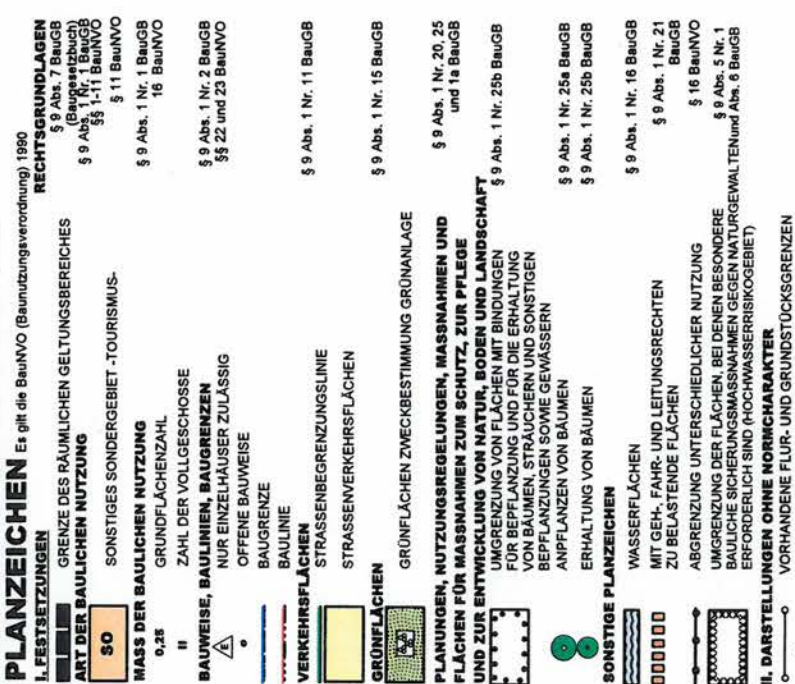 PLANZEICHEN Es gilt die BauNVO (Baunutzungsverordnung) 1990
I. FESTSETZUNGEN RECHTSGRUNDLAGEN
GRENZE DES RÄUMLICHEN GELTUNGSBEREICHES § 9 Abs. 7 BauGB
(Baugesetzbuch)
ART DER BAULICHEN NUTZUNG § 9 Abs. 1 Nr. 1 BauGB
§§ 1-11 BauNVO
SO SONSTIGES SONDERGEBIET -TOURISMUS- § 11 BauNVO
MASS DER BAULICHEN NUTZUNG § 9 Abs. 1 Nr. 1 BauGB
0,25 GRUNDFLÄCHENZAHL 16 BauNVO
II ZAHL DER VOLLGESCHOSSE
BAUWEISE, BAULINIEN, BAUGRENZEN § 9 Abs. 1 Nr. 2 BauGB
E NUR EINZELHÄUSER ZULÄSSIG §§ 22 und 23 BauNVO
o OFFENE BAUWEISE
BAUGRENZE
BAULINIE
VERKEHRSFLÄCHEN
STRASSENBEGRENZUNGSLINIE § 9 Abs. 1 Nr. 11 BauGB
STRASSENVERKEHRSFLÄCHEN
GRÜNFLÄCHEN § 9 Abs. 1 Nr. 15 BauGB
GRÜNFLÄCHEN ZWECKBESTIMMUNG GRÜNANLAGE
PLANUNGEN, NUTZUNGSREGELUNGEN, MASSNAHMEN UND § 9 Abs. 1 Nr. 20, 25
FLÄCHEN FÜR MASSNAHMEN ZUM SCHUTZ, ZUR PFLEGE und 1a BauGB
UND ZUR ENTWICKLUNG VON NATUR, BODEN UND LANDSCHAFT
UMGRENZUNG VON FLÄCHEN MIT BINDUNGEN § 9 Abs. 1 Nr. 25b BauGB
FÜR BEPFLANZUNG UND FÜR DIE ERHALTUNG
VON BÄUMEN, STRÄUCHERN UND SONSTIGEN
BEPFLANZUNGEN SOWIE GEWÄSSERN
ANPFLANZEN VON BÄUMEN § 9 Abs. 1 Nr. 25a BauGB
ERHALTUNG VON BÄUMEN § 9 Abs. 1 Nr. 25b BauGB
SONSTIGE PLANZEICHEN
WASSERFLÄCHEN § 9 Abs. 1 Nr. 16 BauGB
MIT GEH, FAHR- UND LEITUNGSRECHTEN § 9 Abs. 1 Nr. 21
ZU BELASTENDE FLÄCHEN BauGB
ABGRENZUNG UNTERSCHIEDLICHER NUTZUNG § 16 BauNVO
UMGRENZUNG DER FLÄCHEN, BEI DENEN BESONDERE § 9 Abs. 5 Nr. 1
BAULICHE SICHERUNGSMASSNAHMEN GEGEN NATURGEWALTEN und Abs. 6 BauGB
ERFORDERLICH SIND (HOCHWASSERRISIKOGEBIET)
II. DARSTELLUNGEN OHNE NORMCHARAKTER
VORHANDENE FLUR- UND GRUNDSTÜCKSGRENZEN